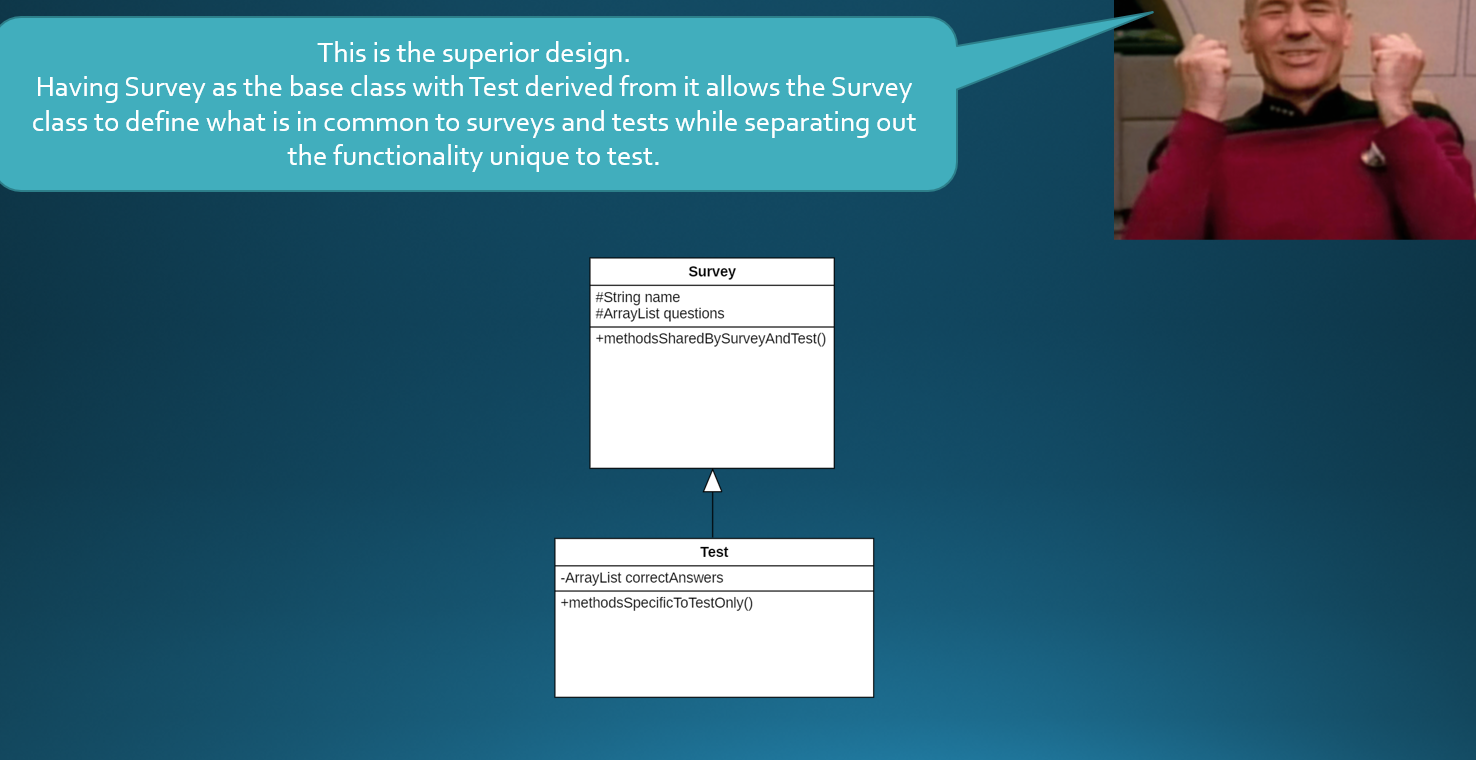 This is the superior design.
Having Survey as the base class with Test derived from it allows the Survey
class to define what is in common to surveys and tests while separating out
the functionality unique to test.
Survey
#String name
#ArrayList questions
+methodsSharedBySurveyAndTest()
Test
-ArrayList correctAnswers
+methodsSpecificToTestOnly()